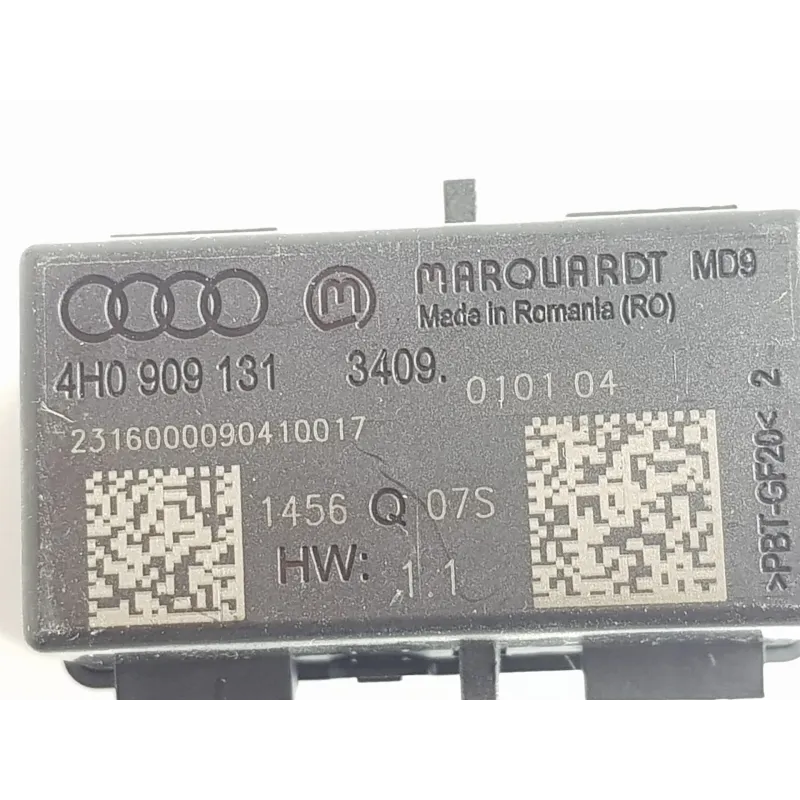 M MARQUARDT MD9
Made in Romania (RO)
4H0 909 131 3409. 0101 04
2316000090410017
1456 Q 07S
HW: 1.1
>PBT-GF20< 2